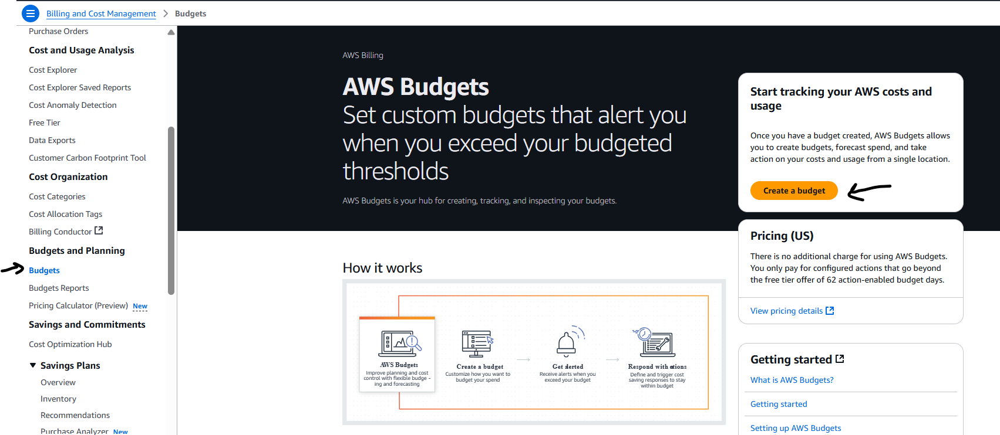 Billing and Cost Management > Budgets
Purchase Orders
Cost and Usage Analysis
Cost Explorer
Cost Explorer Saved Reports
Cost Anomaly Detection
Free Tier
Data Exports
Customer Carbon Footprint Tool
Cost Organization
Cost Categories
Cost Allocation Tags
Billing Conductor
Budgets and Planning
Budgets
Budgets Reports
Pricing Calculator (Preview) New
Savings and Commitments
Cost Optimization Hub
Savings Plans
Overview
Inventory
Recommendations
Purchase Analyzer New
AWS Billing
AWS Budgets
Set custom budgets that alert you
when you exceed your budgeted
thresholds
AWS Budgets is your hub for creating, tracking, and inspecting your budgets.
Start tracking your AWS costs and
usage
Once you have a budget created, AWS Budgets allows
you to create budgets, forecast spend, and take
action on your costs and usage from a single location.
Create a budget
Pricing (US)
There is no additional charge for using AWS Budgets.
You only pay for configured actions that go beyond
the free tier offer of 62 action-enabled budget days.
View pricing details
How it works
AWS Budgets
Improve planning and cost
control with flexible budge -
ing and forecasting
Create a budget
Customize how you want to
budget your spend
Get alerted
Receive alerts when you
exceed your budget
Respond with actions
Define and trigger cost
saving responses to stay
within budget
Getting started
What is AWS Budgets?
Getting started
Setting up AWS Budgets